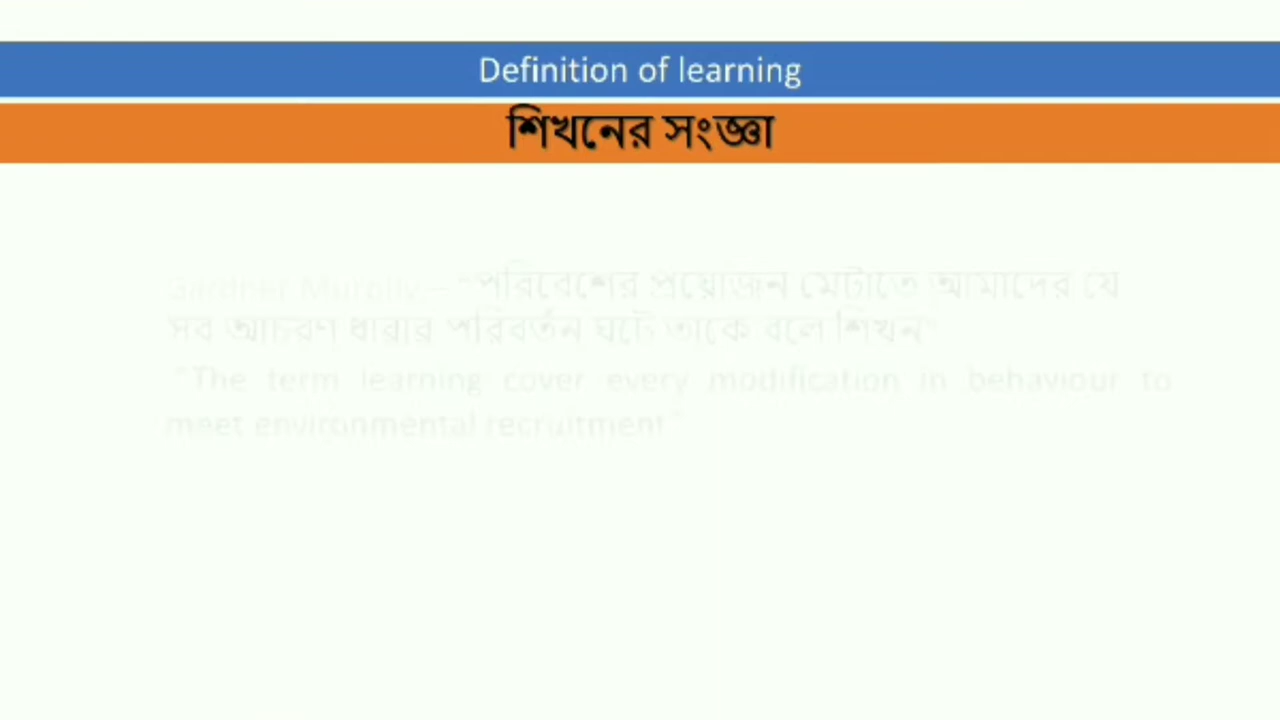 Definition of learning
শিখনের সংজ্ঞা
Gardner Murphy – "পরিবেশের প্রয়োজন মেটাতে আমাদের যে
সব আচরণ ধারার পরিবর্তন ঘটে তাকে বলে শিখন"
"The term learning cover every modification in behaviour to
meet environmental recruitment"